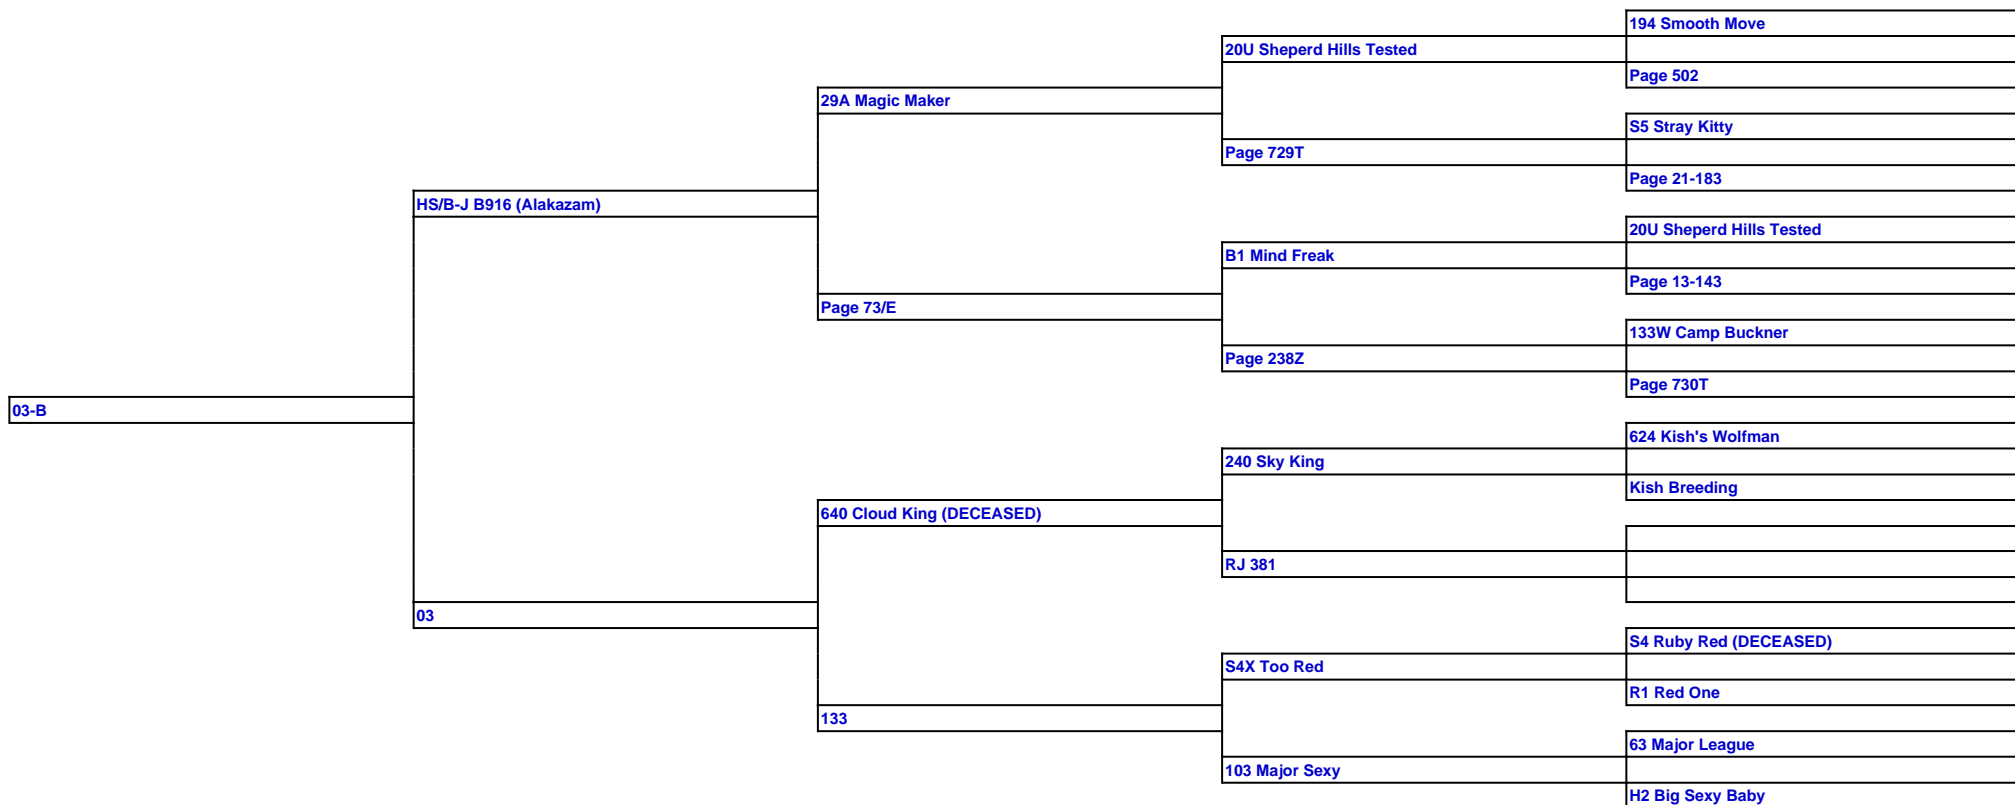 194 Smooth Move
20U Sheperd Hills Tested
Page 502
29A Magic Maker
S5 Stray Kitty
Page 729T
Page 21-183
HS/B-J B916 (Alakazam)
20U Sheperd Hills Tested
B1 Mind Freak
Page 13-143
Page 73/E
133W Camp Buckner
Page 238Z
Page 730T
03-B
624 Kish's Wolfman
240 Sky King
Kish Breeding
640 Cloud King (DECEASED)
RJ 381
03
S4 Ruby Red (DECEASED)
S4X Too Red
R1 Red One
133
63 Major League
103 Major Sexy
H2 Big Sexy Baby